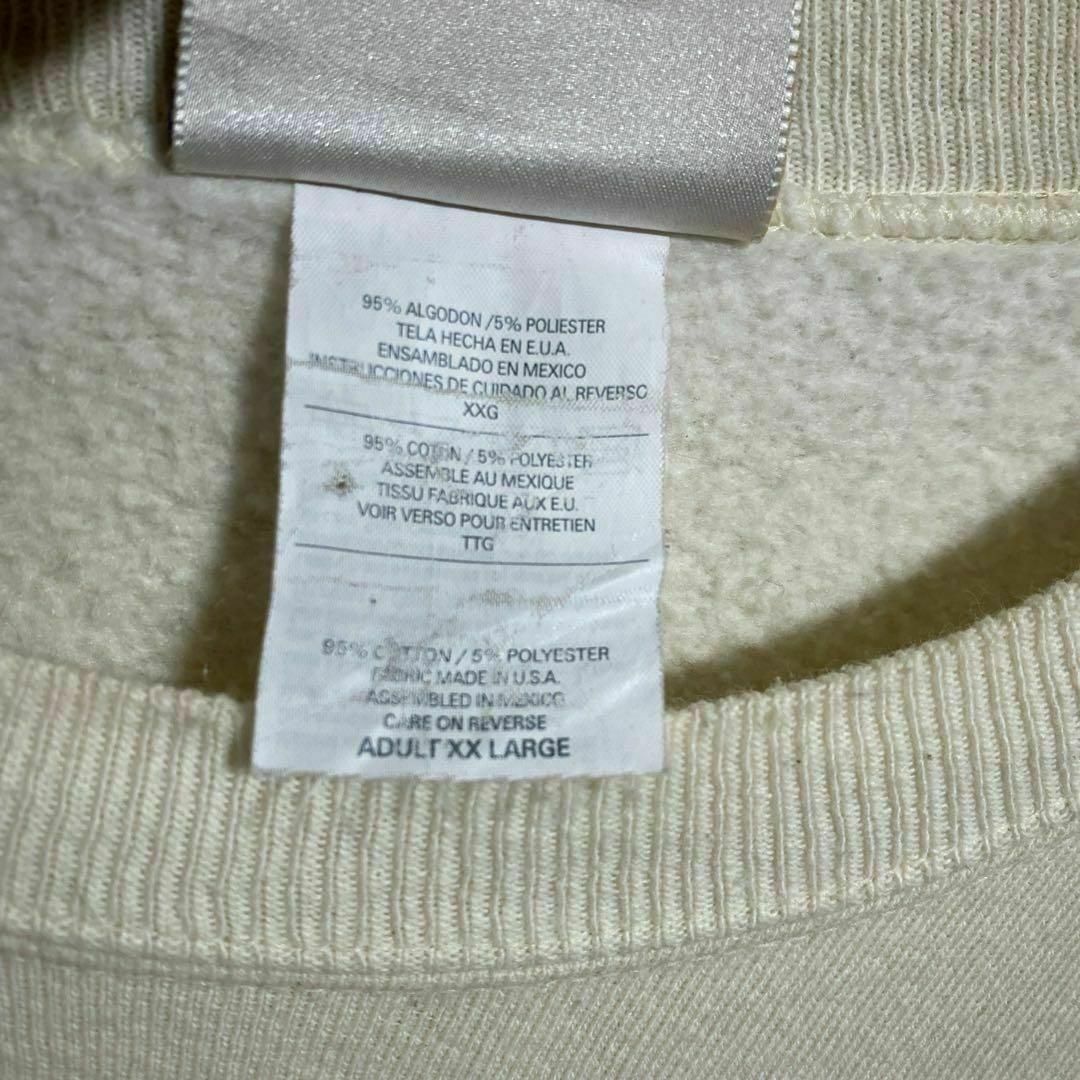 95% ALGODON /5% POLIESTER
TELA HECHA EN E.U.A.
ENSAMBLADO EN MEXICO
INSTRUCCIONES DE CUIDADO AL REVERSO
XXG
95% COTON / 5% POLYESTER
ASSEMBLE AU MEXIQUE
TISSU FABRIQUE AUX E.U.
VOIR VERSO POUR ENTRETIEN
TTG
95% COTTON / 5% POLYESTER
FABRIC MADE IN U.S.A.
ASSEMBLED IN MEXICO
CARE ON REVERSE
ADULT XX LARGE